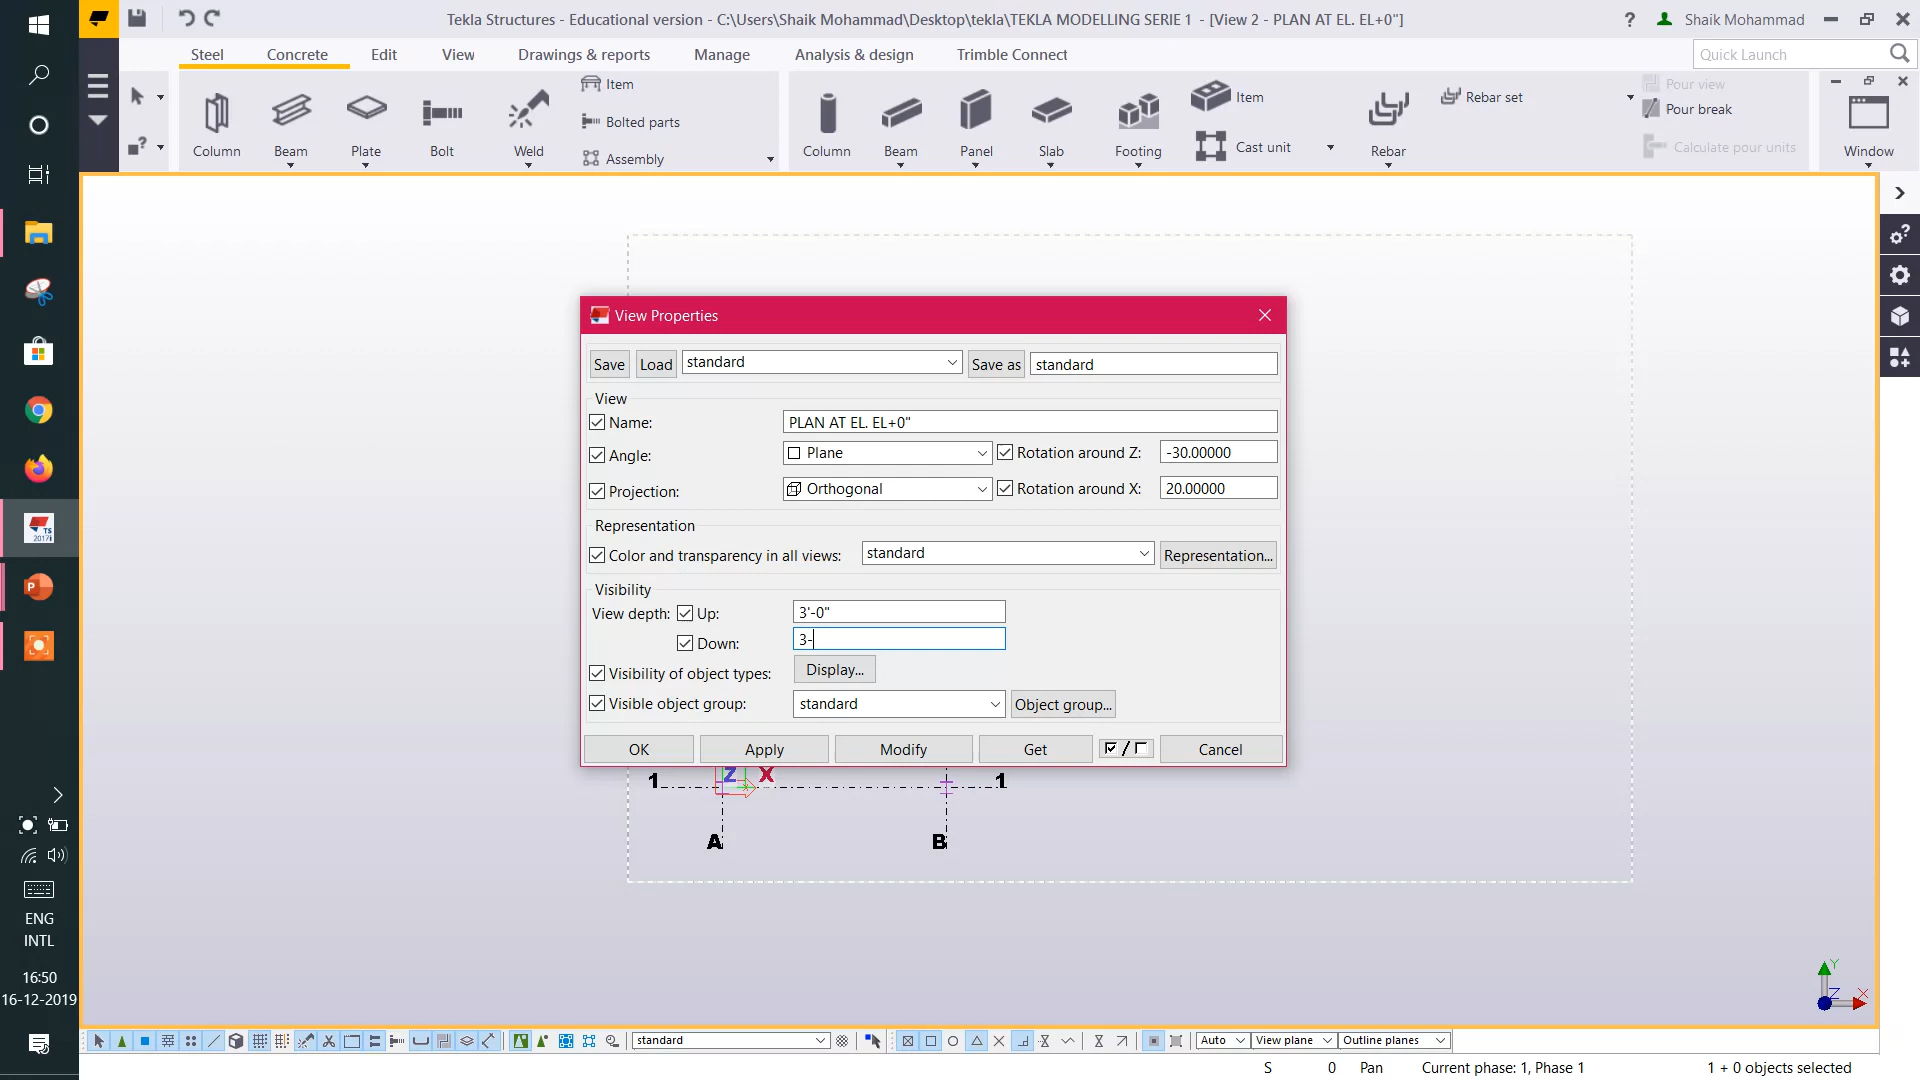 Tekla Structures - Educational version - C:\Users\Shaik Mohammad\Desktop\tekla\TEKLA MODELLING SERIE 1 - [View 2 - PLAN AT EL. EL+0"]
? Shaik Mohammad
Steel Concrete Edit View Drawings & reports Manage Analysis & design Trimble Connect Quick Launch
Column Beam Plate Bolt Weld
Item
Bolted parts
Assembly
Column Beam Panel Slab Footing
Item
Cast unit
Rebar
Rebar set
Pour view
Pour break
Calculate pour units
Window
View Properties
Save Load standard Save as standard
View
Name: PLAN AT EL. EL+0"
Angle: Plane Rotation around Z: -30.00000
Projection: Orthogonal Rotation around X: 20.00000
Representation
Color and transparency in all views: standard Representation...
Visibility
View depth: Up: 3'-0"
Down: 3-
Visibility of object types: Display...
Visible object group: standard Object group...
OK Apply Modify Get / Cancel
1 Z X 1
A B
TS
2017i
P
ENG
INTL
16:50
16-12-2019
Y
Z X
standard Auto View plane Outline planes
S 0 Pan Current phase: 1, Phase 1 1 + 0 objects selected